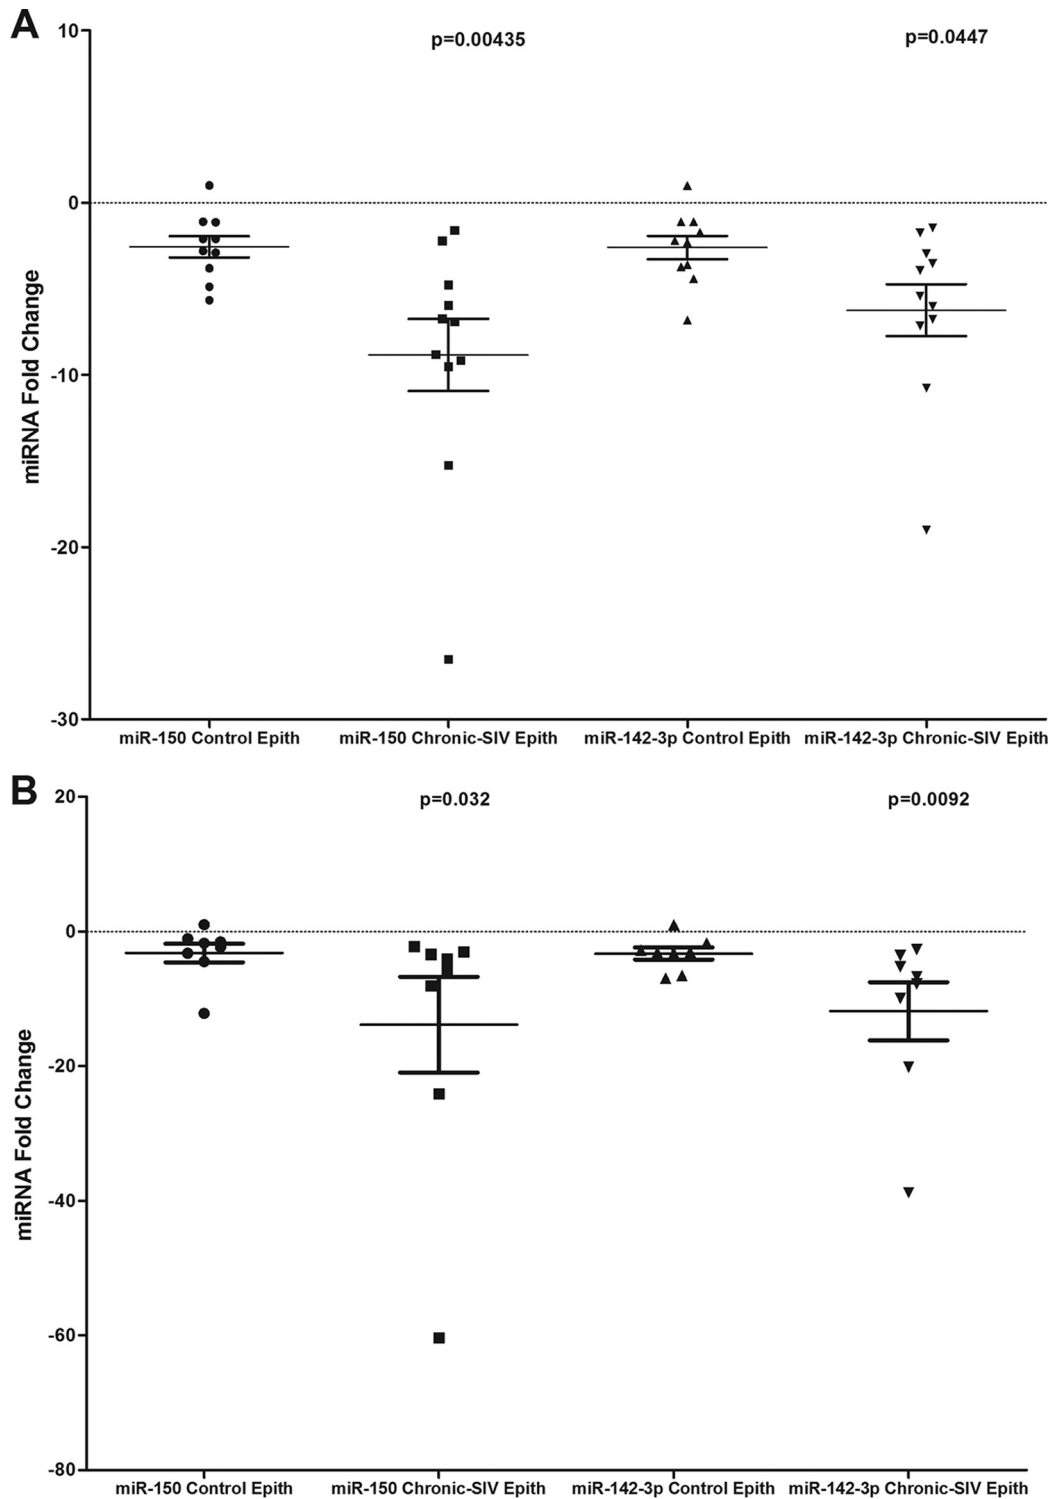 A
p=0.00435
p=0.0447
10
0
-10
-20
-30
miRNA Fold Change
miR-150 Control Epith
miR-150 Chronic-SIV Epith
miR-142-3p Control Epith
miR-142-3p Chronic-SIV Epith
B
p=0.032
p=0.0092
20
0
-20
-40
-60
-80
miRNA Fold Change
miR-150 Control Epith
miR-150 Chronic-SIV Epith
miR-142-3p Control Epith
miR-142-3p Chronic-SIV Epith